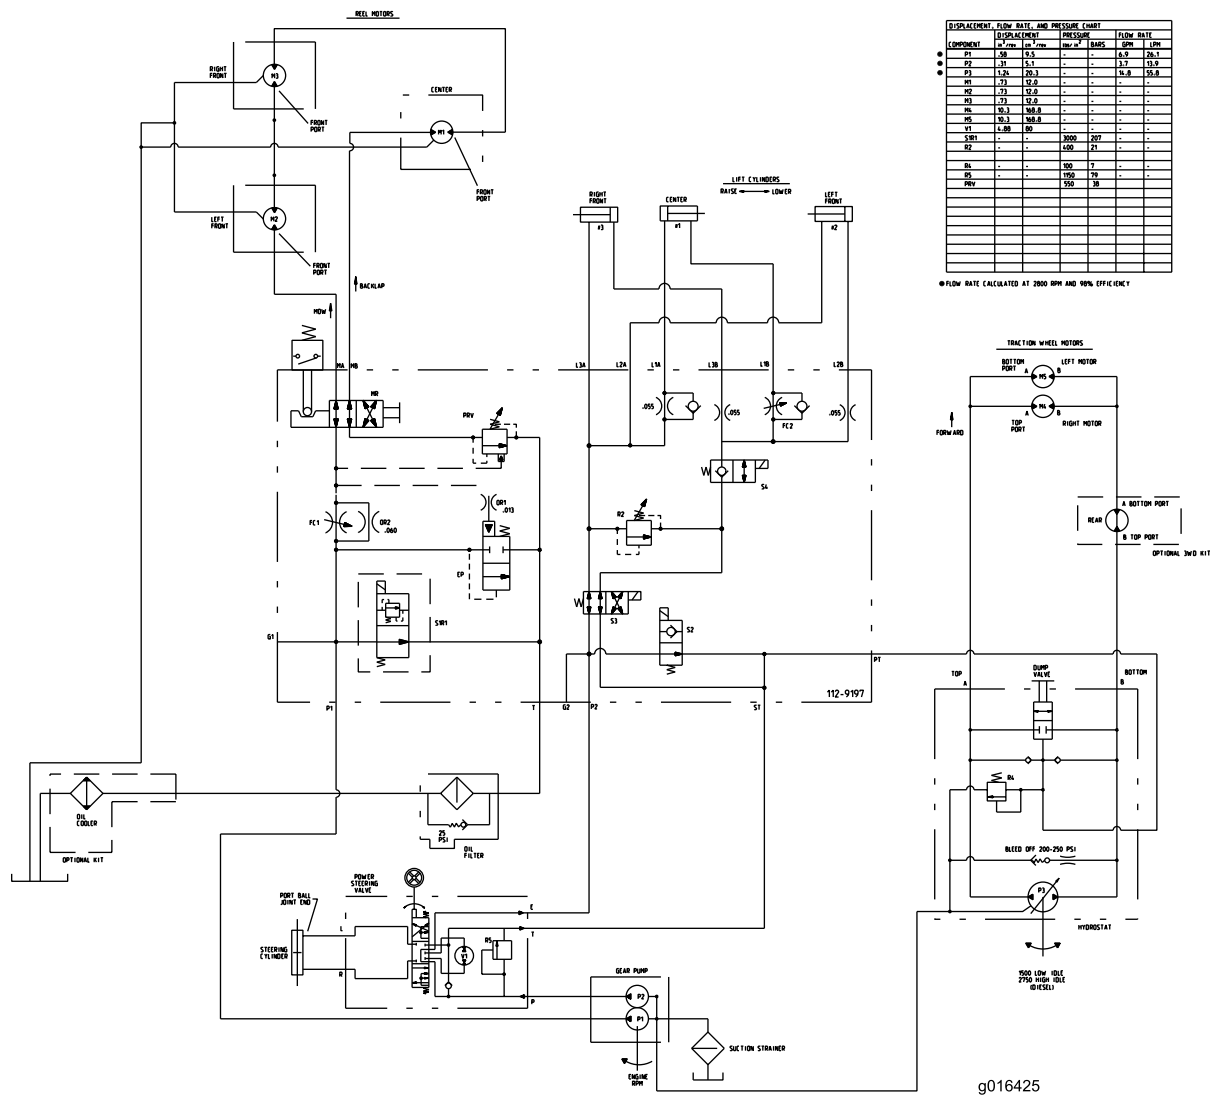 REEL MOTORS
RIGHT FRONT
M3
FRONT PORT
CENTER
M1
FRONT PORT
LEFT FRONT
M2
FRONT PORT
MOW
BACKLAP
DISPLACEMENT, FLOW RATE, AND PRESSURE CHART
DISPLACEMENT PRESSURE FLOW RATE
COMPONENT in³/rev cm³/rev lbs/in² BARS GPM LPM
● P1 .58 9.5 - - 6.9 26.1
● P2 .31 5.1 - - 3.7 13.9
● P3 1.24 20.3 - - 14.8 55.8
M1 .73 12.0 - - - -
M2 .73 12.0 - - - -
M3 .73 12.0 - - - -
M4 10.3 168.8 - - - -
M5 10.3 168.8 - - - -
V1 4.88 80 - - - -
S1R1 - - 3000 207 - -
R2 - - 400 21 - -
R4 - - 100 7 - -
R5 - - 1150 79 - -
PRV 550 38
● FLOW RATE CALCULATED AT 2800 RPM AND 98% EFFICIENCY
LIFT CYLINDERS
RAISE LOWER
RIGHT FRONT
#3
CENTER
#1
LEFT FRONT
#2
MA MB L3A L2A L1A L3B L1B L2B
MR
PRV
.055
.055
FC2
.055
S4
FC1
OR2
.060
OR1
.013
EP
R2
S1R1
S3
S2
G1
P1
T
G2
P2
ST
PT
112-9197
TRACTION WHEEL MOTORS
BOTTOM PORT
A M5 B
LEFT MOTOR
A M4 B
TOP PORT
RIGHT MOTOR
FORWARD
REAR
A BOTTOM PORT
B TOP PORT
OPTIONAL 3WD KIT
TOP
A
DUMP VALVE
BOTTOM
B
R4
BLEED OFF 200-250 PSI
P3
HYDROSTAT
1500 LOW IDLE
2750 HIGH IDLE
(DIESEL)
OIL COOLER
OPTIONAL KIT
25 PSI
OIL FILTER
POWER STEERING VALVE
PORT BALL JOINT END
STEERING CYLINDER
L
R
V1
R5
E
T
P
GEAR PUMP
P2
P1
ENGINE RPM
SUCTION STRAINER
g016425